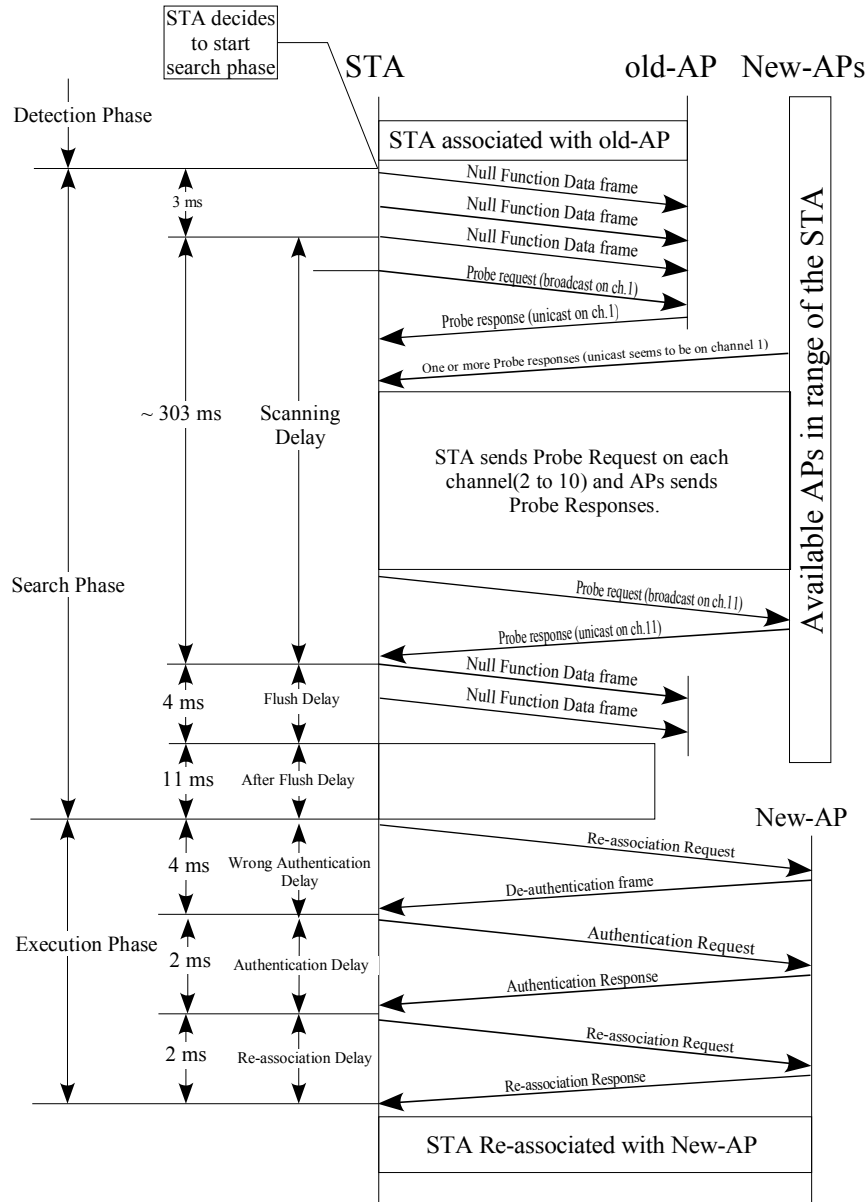 STA decides
to start
search phase
STA
old-AP
New-APs
Detection Phase
STA associated with old-AP
Null Function Data frame
3 ms
Null Function Data frame
Null Function Data frame
Probe request (broadcast on ch.1)
Probe response (unicast on ch.1)
One or more Probe responses (unicast seems to be on channel 1)
Available APs in range of the STA
~ 303 ms
Scanning
Delay
STA sends Probe Request on each
channel(2 to 10) and APs sends
Probe Responses.
Search Phase
Probe request (broadcast on ch.11)
Probe response (unicast on ch.11)
Null Function Data frame
4 ms
Flush Delay
Null Function Data frame
11 ms
After Flush Delay
New-AP
Re-association Request
4 ms
Wrong Authentication
Delay
De-authentication frame
Execution Phase
Authentication Request
2 ms
Authentication Delay
Authentication Response
Re-association Request
2 ms
Re-association Delay
Re-association Response
STA Re-associated with New-AP